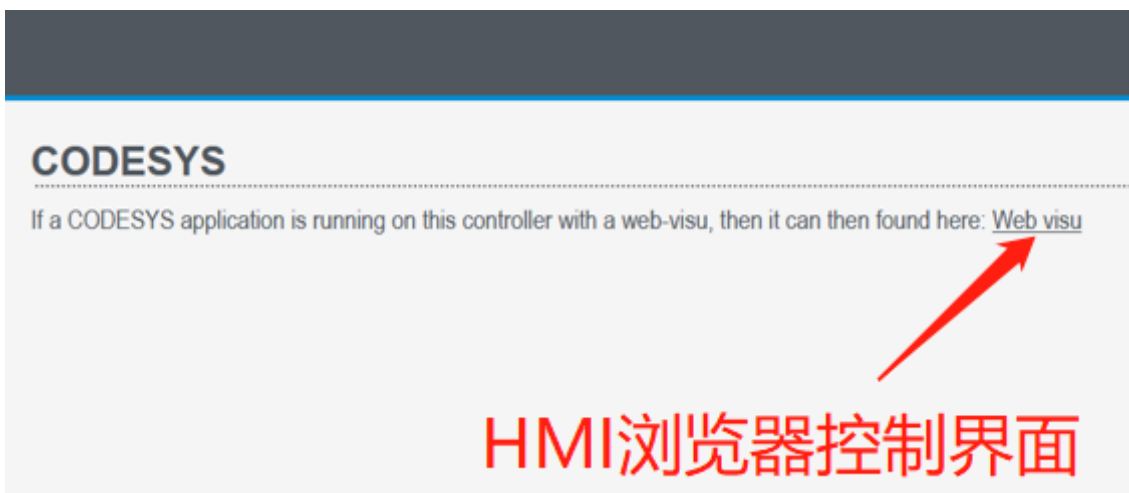 CODESYS
If a CODESYS application is running on this controller with a web-visu, then it can then found here: Web visu
HMI浏览器控制界面